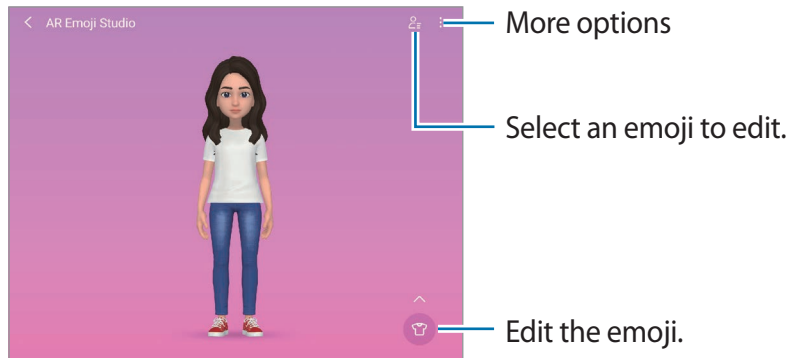 AR Emoji Studio
More options
Select an emoji to edit.
Edit the emoji.